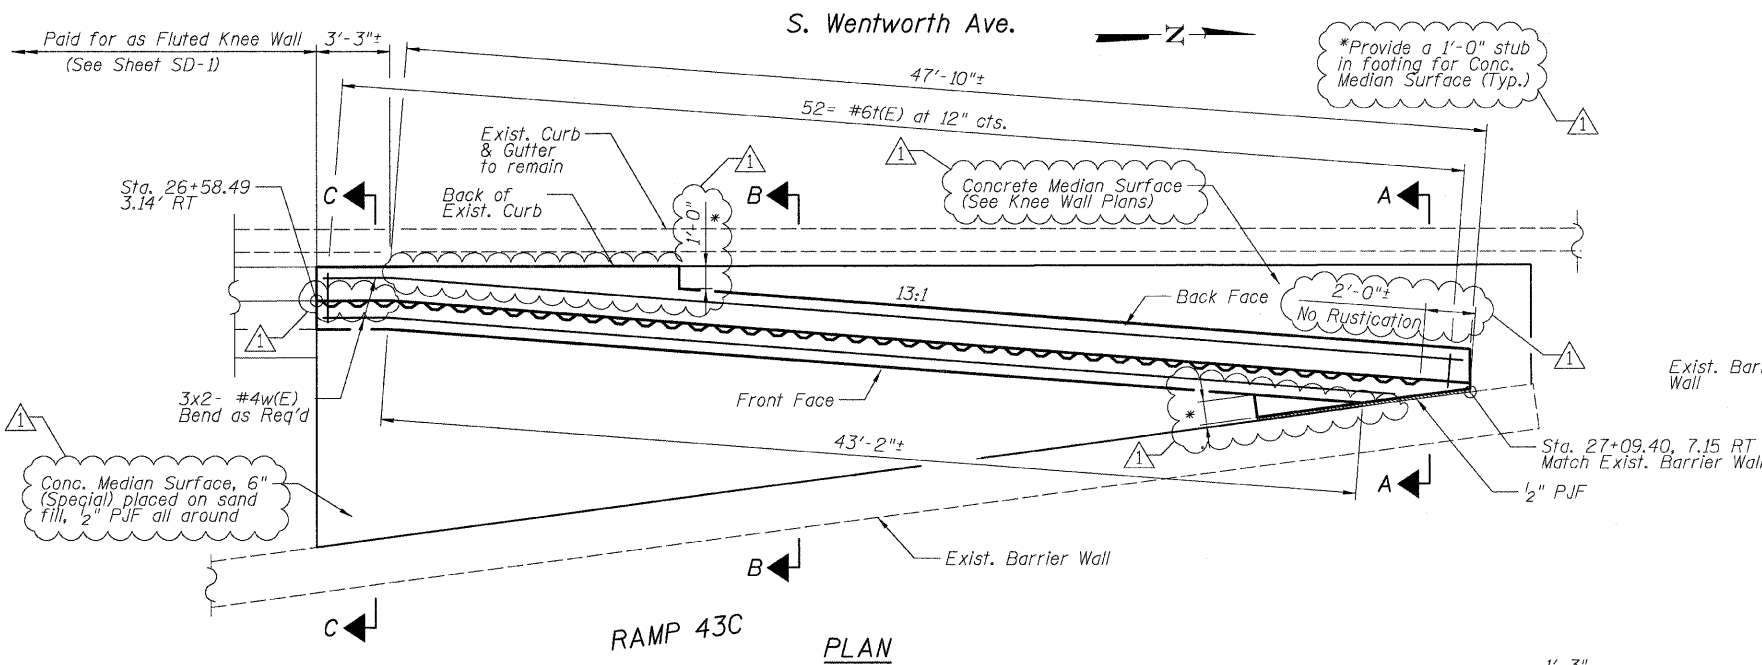 S. Wentworth Ave.
N
Paid for as Fluted Knee Wall
(See Sheet SD-1)
3'-3"±
47'-10"±
52= #6t(E) at 12" cts.
*Provide a 1'-0" stub
in footing for Conc.
Median Surface (Typ.)
1
Exist. Curb
& Gutter
to remain
1
1
Sta. 26+58.49
3.14' RT
C
Back of
Exist. Curb
1'-0"
*
B
Concrete Median Surface
(See Knee Wall Plans)
A
13:1
Back Face
2'-0"±
No Rustication
1
1
Exist. Bar
Wall
3x2- #4w(E)
Bend as Req'd
Front Face
*
1
43'-2"±
1
Sta. 27+09.40, 7.15 RT
Match Exist. Barrier Wal
A
½" PJF
Conc. Median Surface, 6"
(Special) placed on sand
fill, ½" PJF all around
B
Exist. Barrier Wall
C
RAMP 43C
PLAN